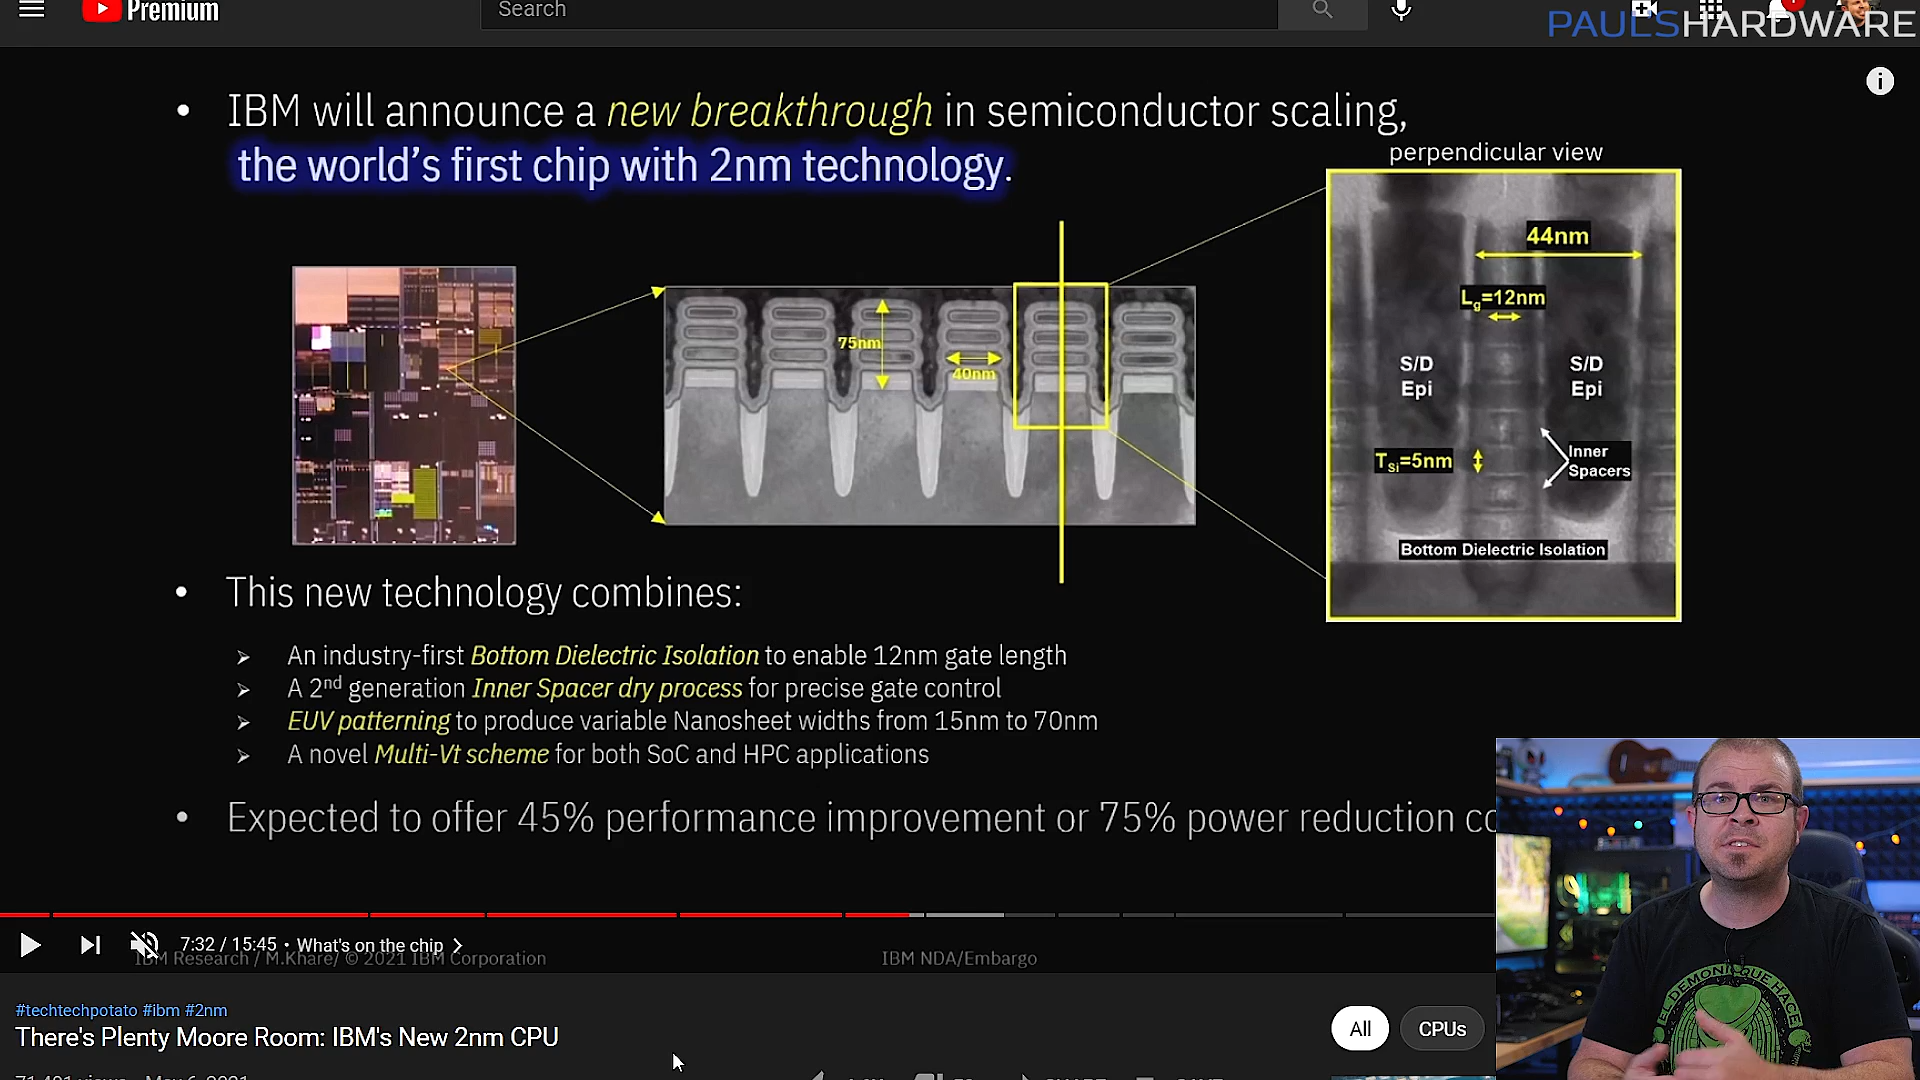 Premium
Search
PAUL'SHARDWARE
• IBM will announce a new breakthrough in semiconductor scaling,
the world's first chip with 2nm technology.
perpendicular view
75nm
40nm
44nm
Lg=12nm
S/D
Epi
S/D
Epi
TSi=5nm
Inner
Spacers
Bottom Dielectric Isolation
• This new technology combines:
➢ An industry-first Bottom Dielectric Isolation to enable 12nm gate length
➢ A 2nd generation Inner Spacer dry process for precise gate control
➢ EUV patterning to produce variable Nanosheet widths from 15nm to 70nm
➢ A novel Multi-Vt scheme for both SoC and HPC applications
• Expected to offer 45% performance improvement or 75% power reduction co
7:32 / 15:45 • What's on the chip
IBM Research / M.Khare/ © 2021 IBM Corporation
IBM NDA/Embargo
#techtechpotato #ibm #2nm
There's Plenty Moore Room: IBM's New 2nm CPU
All
CPUs
EL DEMONIQUE HACE